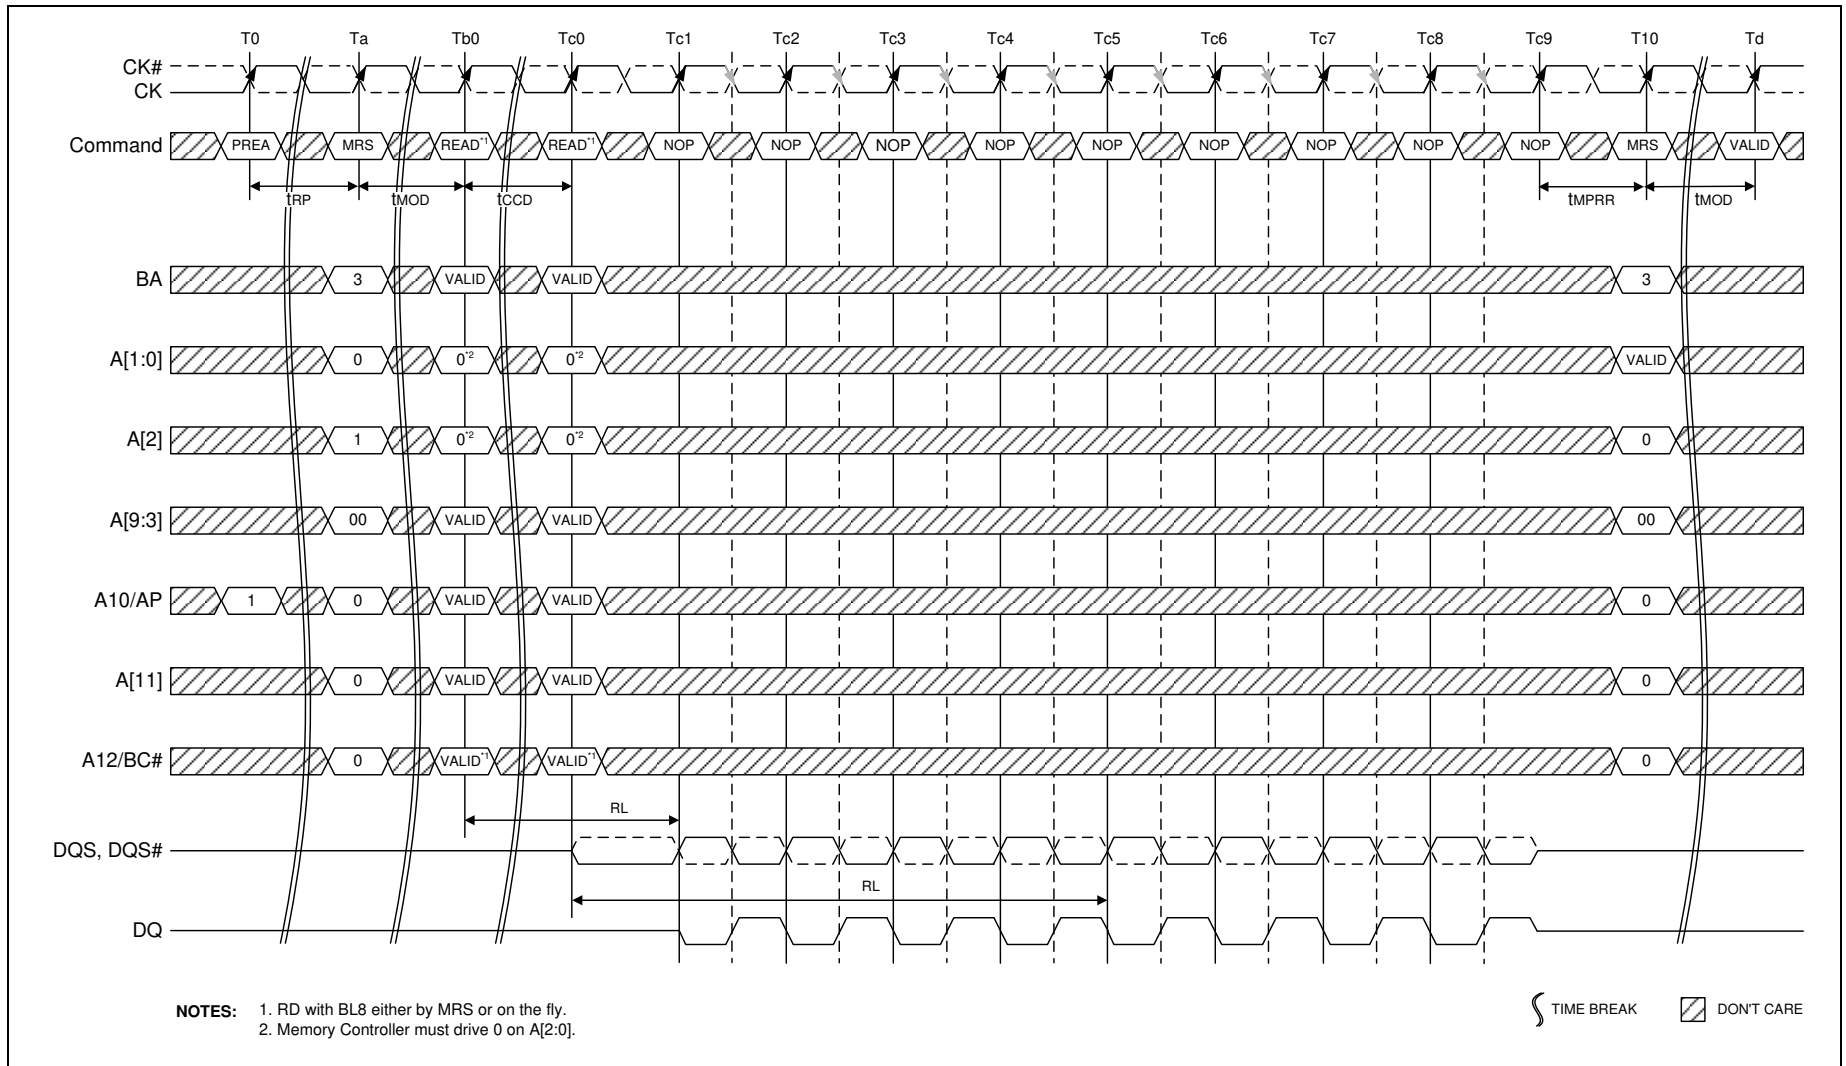 T0 Ta Tb0 Tc0 Tc1 Tc2 Tc3 Tc4 Tc5 Tc6 Tc7 Tc8 Tc9 T10 Td
CK#
CK
Command PREA MRS READ*1 READ*1 NOP NOP NOP NOP NOP NOP NOP NOP NOP MRS VALID
tRP tMOD tCCD tMPRR tMOD
BA 3 VALID VALID 3
A[1:0] 0 0*2 0*2 VALID
A[2] 1 0*2 0*2 0
A[9:3] 00 VALID VALID 00
A10/AP 1 0 VALID VALID 0
A[11] 0 VALID VALID 0
A12/BC# 0 VALID*1 VALID*1 0
RL
DQS, DQS#
RL
DQ
NOTES: 1. RD with BL8 either by MRS or on the fly.
2. Memory Controller must drive 0 on A[2:0].
TIME BREAK DON'T CARE